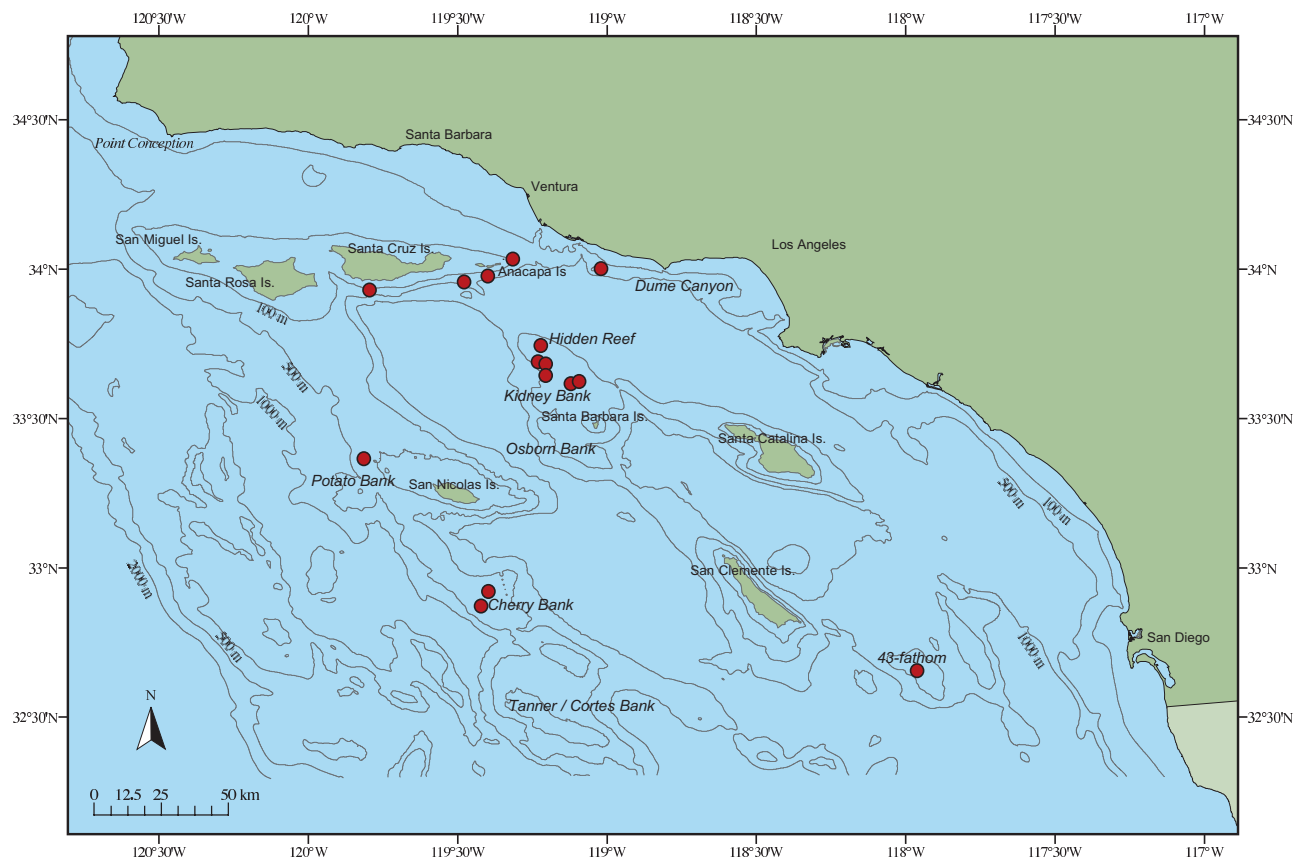 120°30'W 120°W 119°30'W 119°W 118°30'W 118°W 117°30'W 117°W
34°30'N 34°30'N
Point Conception
Santa Barbara
Ventura
San Miguel Is.
Santa Cruz Is.
Los Angeles
34°N 34°N
Santa Rosa Is.
Anacapa Is
Dume Canyon
100 m
Hidden Reef
500 m
Kidney Bank
1000 m
33°30'N 33°30'N
Santa Barbara Is.
Santa Catalina Is.
Osborn Bank
Potato Bank
San Nicolas Is.
500 m
100 m
33°N 33°N
2000 m
San Clemente Is.
Cherry Bank
500 m
1000 m
San Diego
43-fathom
Tanner / Cortes Bank
32°30'N 32°30'N
N
0 12.5 25 50 km
120°30'W 120°W 119°30'W 119°W 118°30'W 118°W 117°30'W 117°W